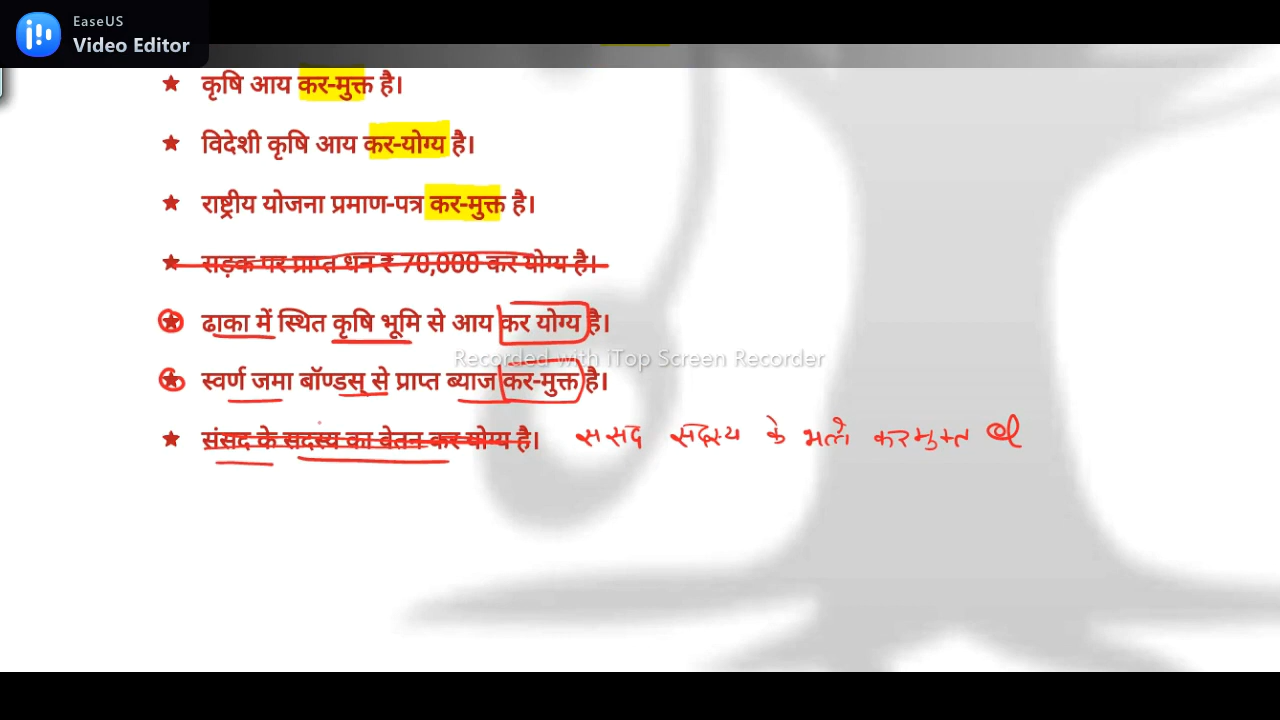 EaseUS
Video Editor
★ कृषि आय कर-मुक्त है।
★ विदेशी कृषि आय कर-योग्य है।
★ राष्ट्रीय योजना प्रमाण-पत्र कर-मुक्त है।
★ सड़क पर प्राप्त धन ₹ 70,000 कर योग्य है।
★ ढाका में स्थित कृषि भूमि से आय कर योग्य है।
Recorded with iTop Screen Recorder
★ स्वर्ण जमा बॉण्डस् से प्राप्त ब्याज कर-मुक्त है।
★ संसद के सदस्य का वेतन कर-योग्य है। संसद सदस्य के भत्ते करमुक्त है